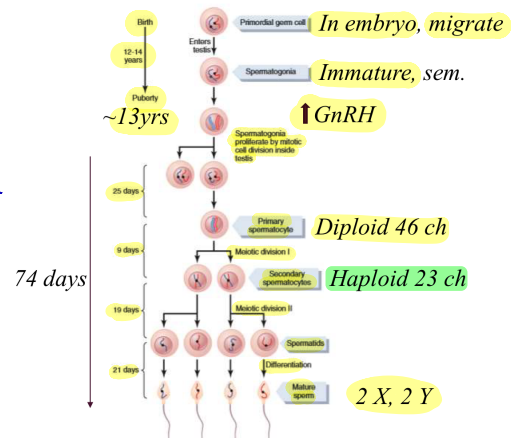 Birth
Primordial germ cell
In embryo, migrate
Enters
testis
12-14
years
Spermatogonia
Immature, sem.
Puberty
~13yrs
GnRH
Spermatogonia
proliferate by mitotic
cell division inside
testis
25 days
Primary
spermatocyte
Diploid 46 ch
9 days
Meiotic division I
74 days
Secondary
spermatocytes
Haploid 23 ch
19 days
Meiotic division II
Spermatids
Differentiation
21 days
Mature
sperm
2 X, 2 Y